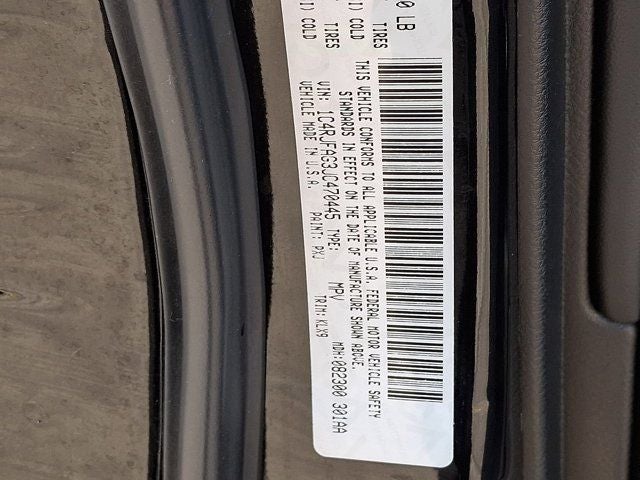 0 LB
TIRES
TIRES
I) COLD
I) COLD
THIS VEHICLE CONFORMS TO ALL APPLICABLE U.S.A. FEDERAL MOTOR VEHICLE SAFETY
STANDARDS IN EFFECT ON THE DATE OF MANUFACTURE SHOWN ABOVE.
VIN: 1C4RJFAG3JC470445 TYPE: MPV MDH:082300 301AA
VEHICLE MADE IN U.S.A. PAINT: PXJ TRIM:KLX9